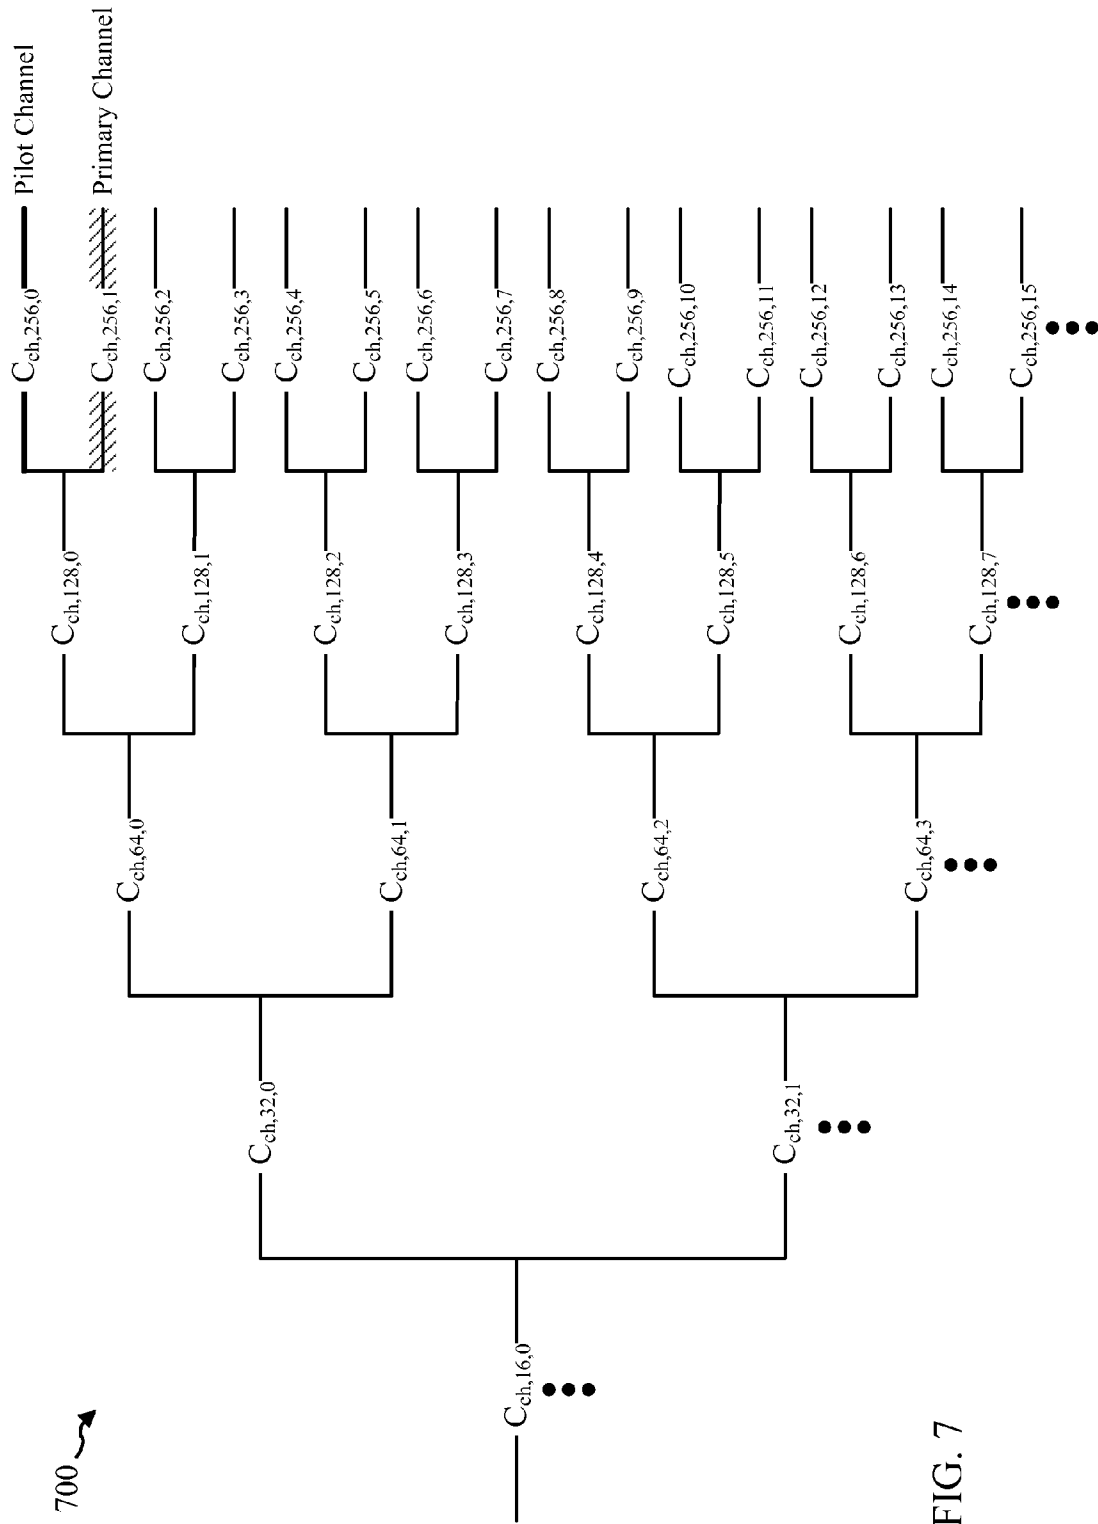 700
C_ch,16,0
C_ch,32,0
C_ch,32,1
C_ch,64,0
C_ch,64,1
C_ch,64,2
C_ch,64,3
C_ch,128,0
C_ch,128,1
C_ch,128,2
C_ch,128,3
C_ch,128,4
C_ch,128,5
C_ch,128,6
C_ch,128,7
C_ch,256,0 Pilot Channel
C_ch,256,1 Primary Channel
C_ch,256,2
C_ch,256,3
C_ch,256,4
C_ch,256,5
C_ch,256,6
C_ch,256,7
C_ch,256,8
C_ch,256,9
C_ch,256,10
C_ch,256,11
C_ch,256,12
C_ch,256,13
C_ch,256,14
C_ch,256,15
FIG. 7